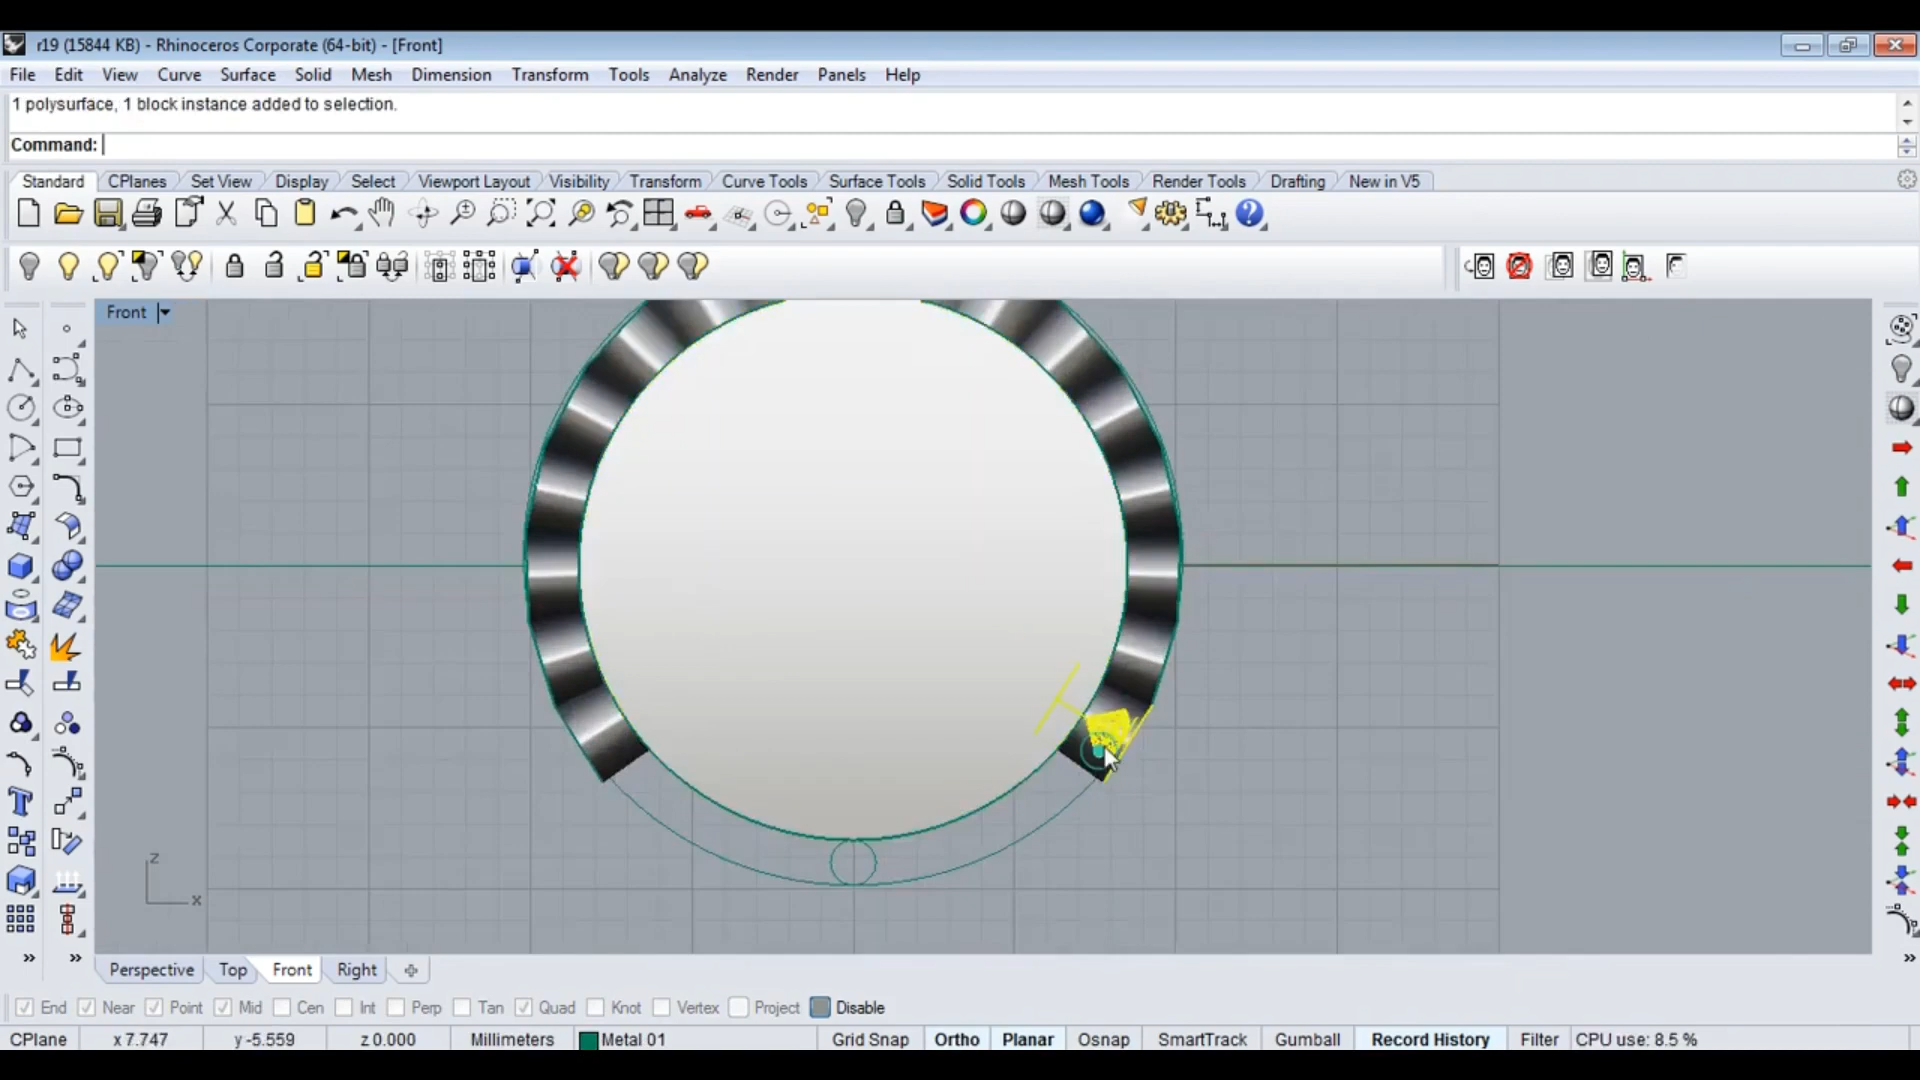 r19 (15844 KB) - Rhinoceros Corporate (64-bit) - [Front]
File Edit View Curve Surface Solid Mesh Dimension Transform Tools Analyze Render Panels Help
1 polysurface, 1 block instance added to selection.
Command:
Standard CPlanes Set View Display Select Viewport Layout Visibility Transform Curve Tools Surface Tools Solid Tools Mesh Tools Render Tools Drafting New in V5
Front
z
x
Perspective Top Front Right
End Near Point Mid Cen Int Perp Tan Quad Knot Vertex Project Disable
CPlane x 7.747 y -5.559 z 0.000 Millimeters Metal 01 Grid Snap Ortho Planar Osnap SmartTrack Gumball Record History Filter CPU use: 8.5 %